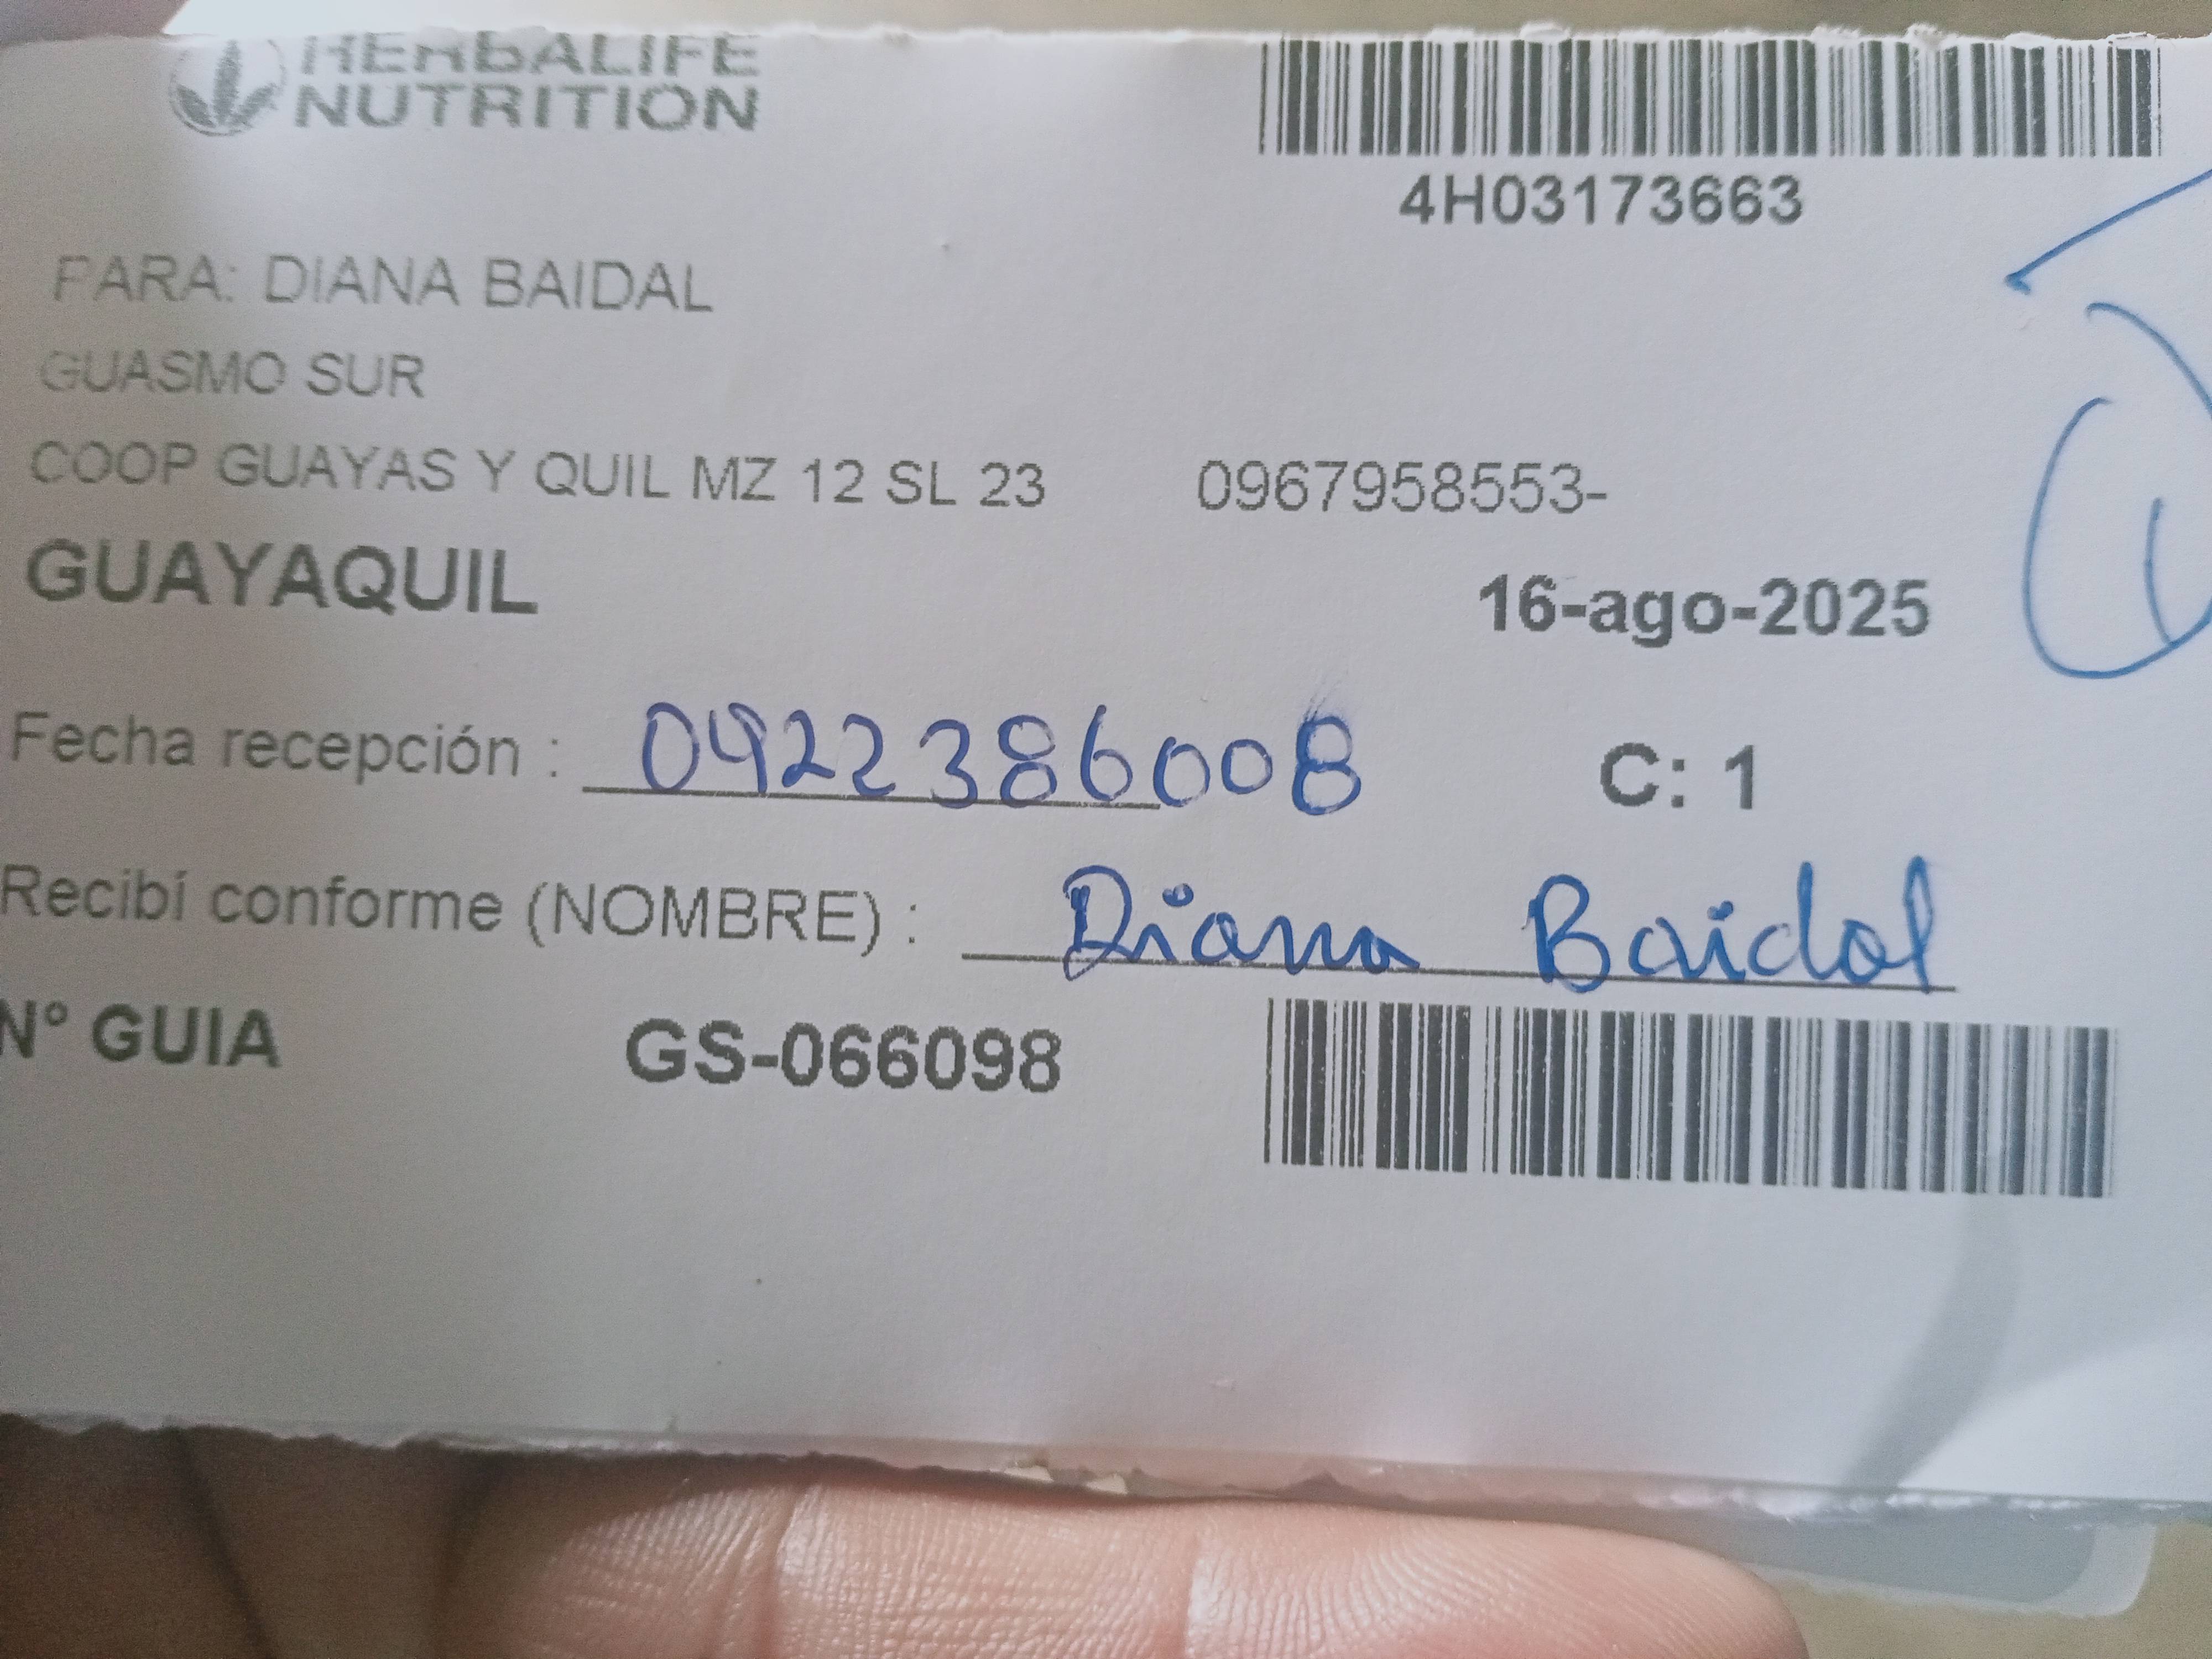 HERBALIFE
NUTRITION
4H03173663
PARA: DIANA BAIDAL
GUASMO SUR
COOP GUAYAS Y QUIL MZ 12 SL 23 0967958553-
GUAYAQUIL
16-ago-2025
Fecha recepción : 0922386008 C: 1
Recibí conforme (NOMBRE) : Diana Baidal
Nº GUIA GS-066098